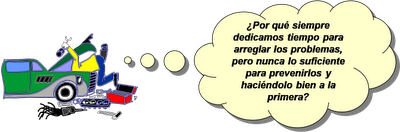 ¿Por qué siempre
dedicamos tiempo para
arreglar los problemas,
pero nunca lo suficiente
para prevenirlos y
haciéndolo bien a la
primera?